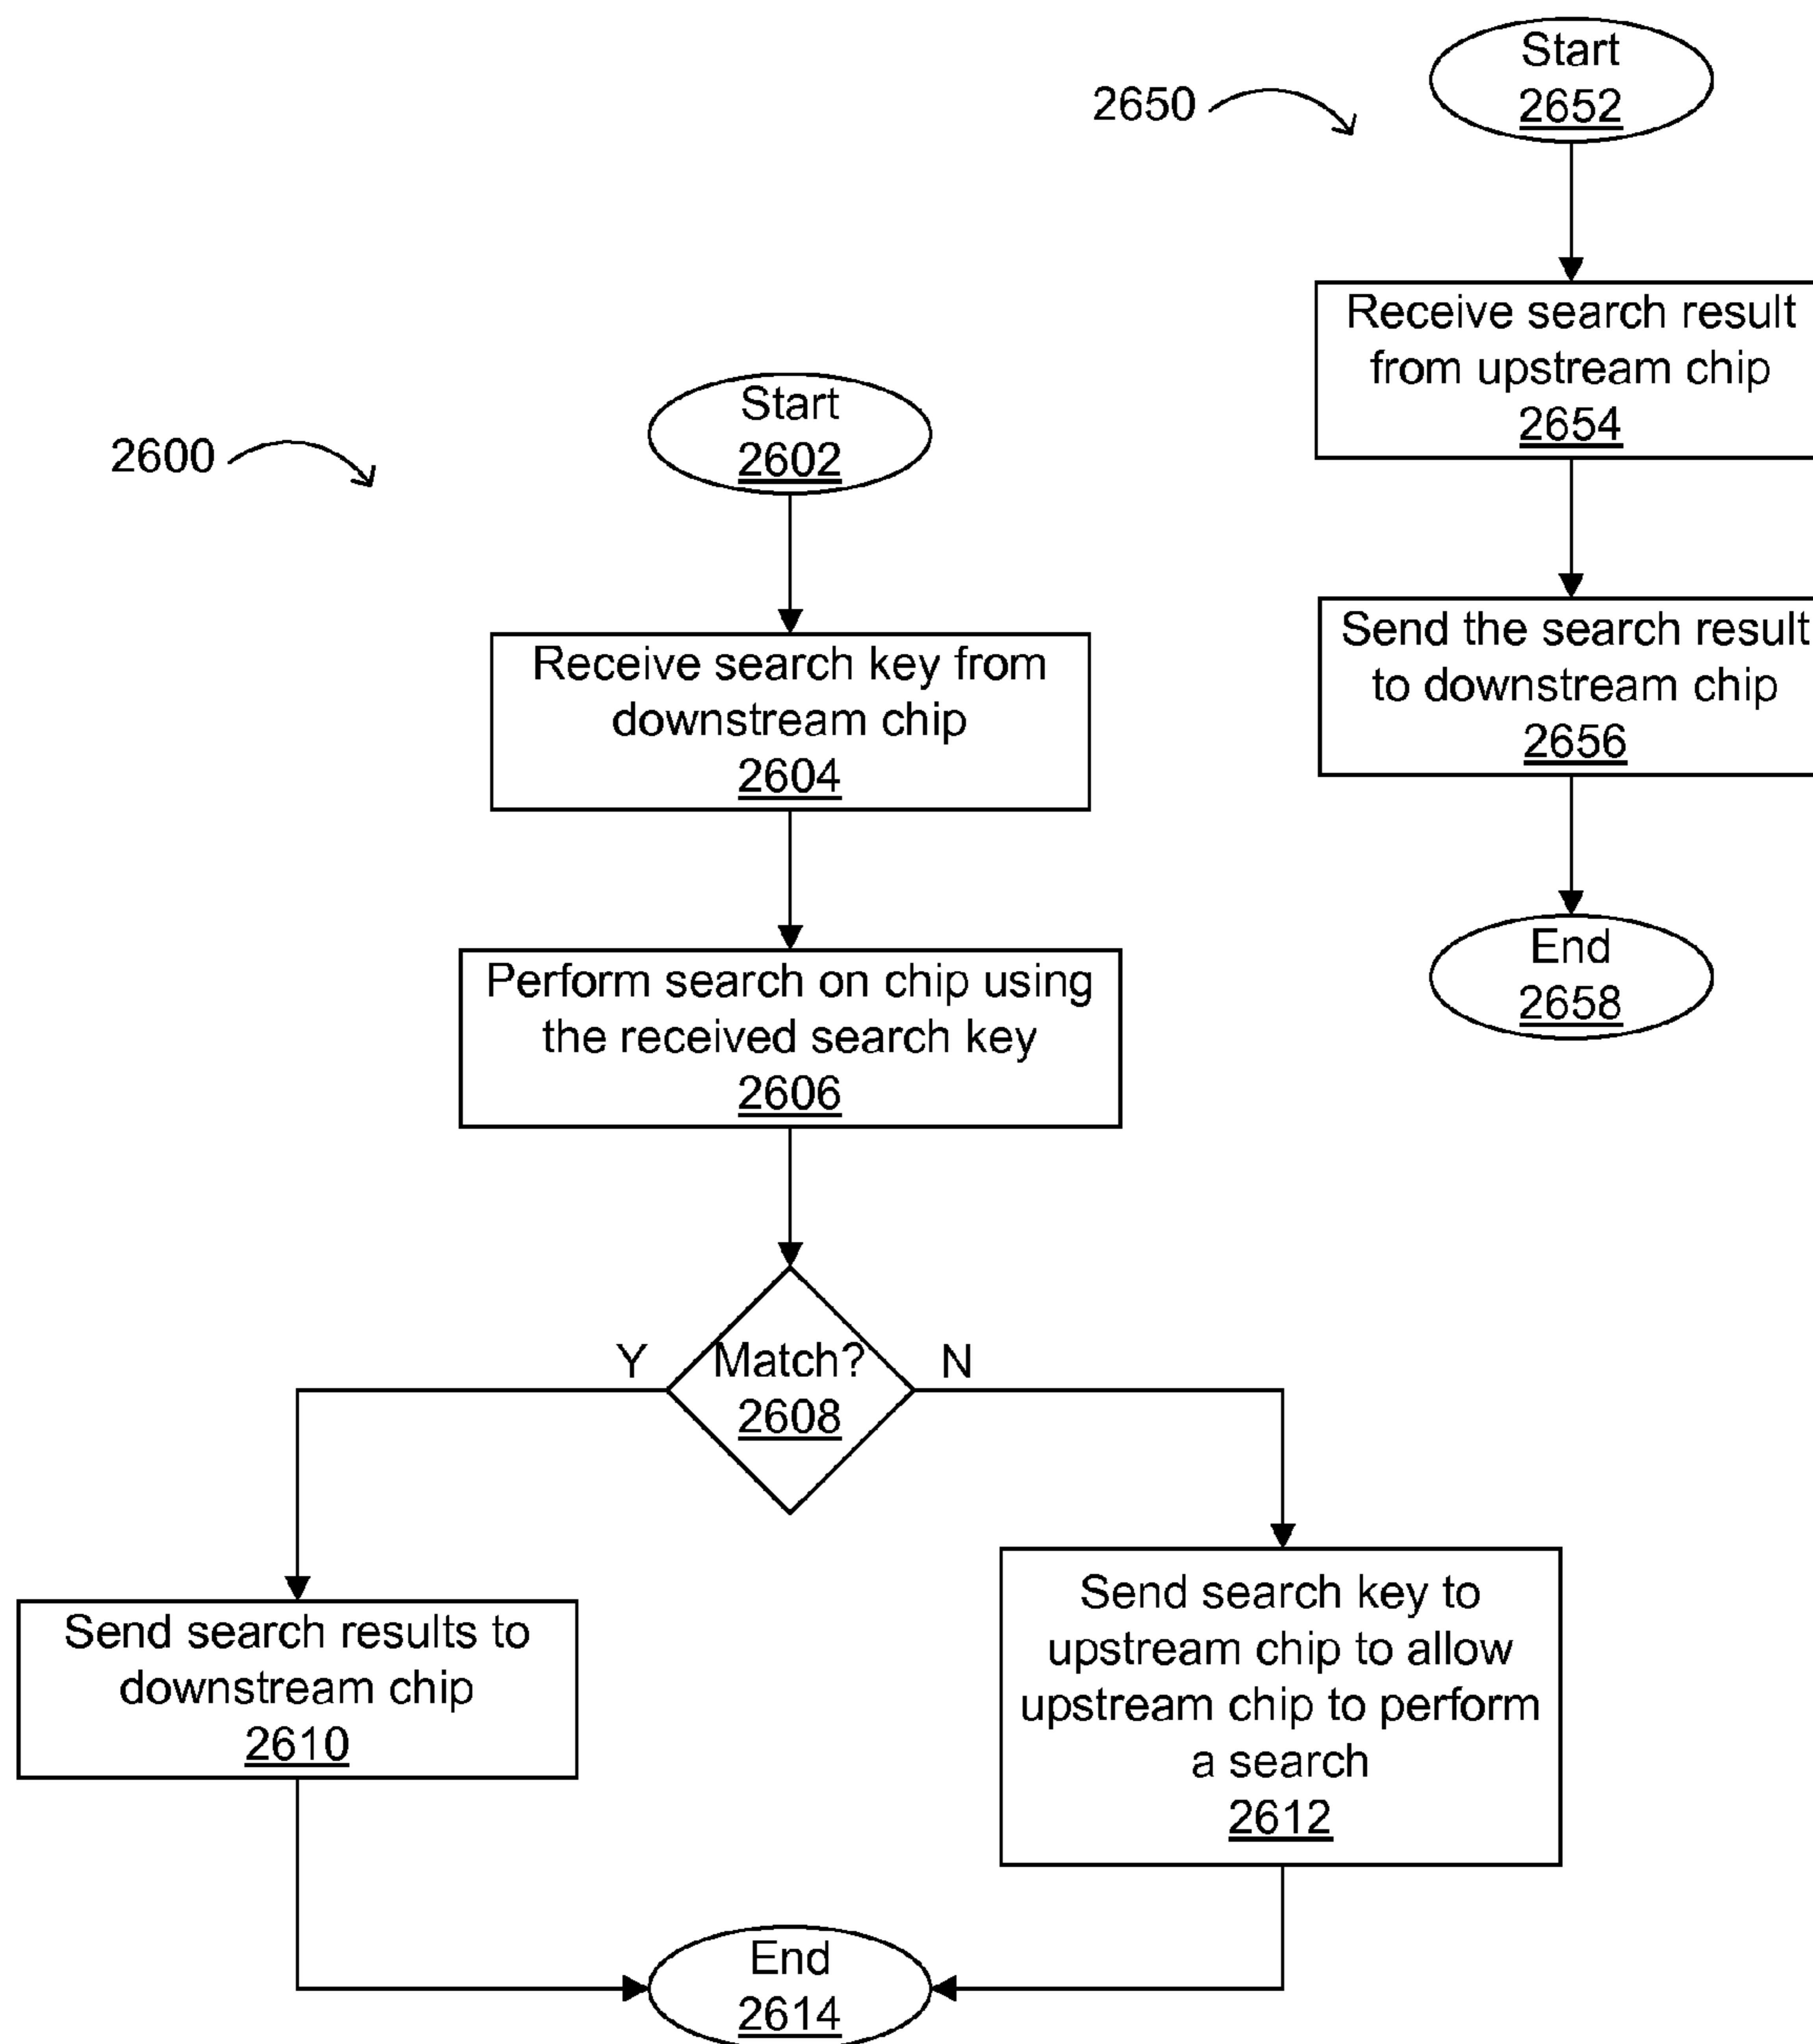 2600
Start
2602
Receive search key from
downstream chip
2604
Perform search on chip using
the received search key
2606
Y
Match?
N
2608
Send search results to
downstream chip
2610
Send search key to
upstream chip to allow
upstream chip to perform
a search
2612
End
2614
2650
Start
2652
Receive search result
from upstream chip
2654
Send the search result
to downstream chip
2656
End
2658